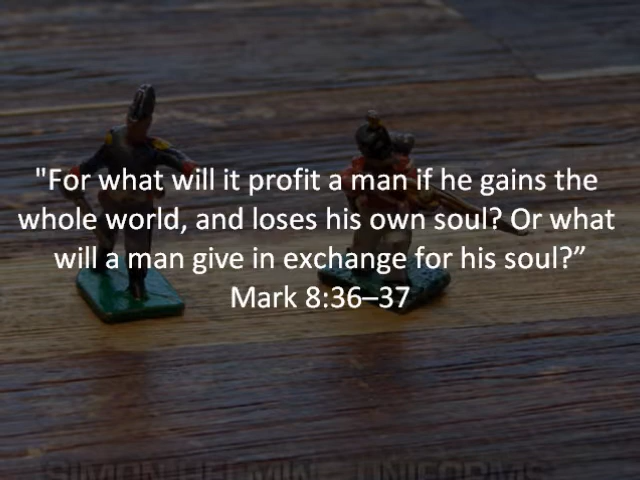 "For what will it profit a man if he gains the
whole world, and loses his own soul? Or what
will a man give in exchange for his soul?”
Mark 8:36–37
UNIFORMS